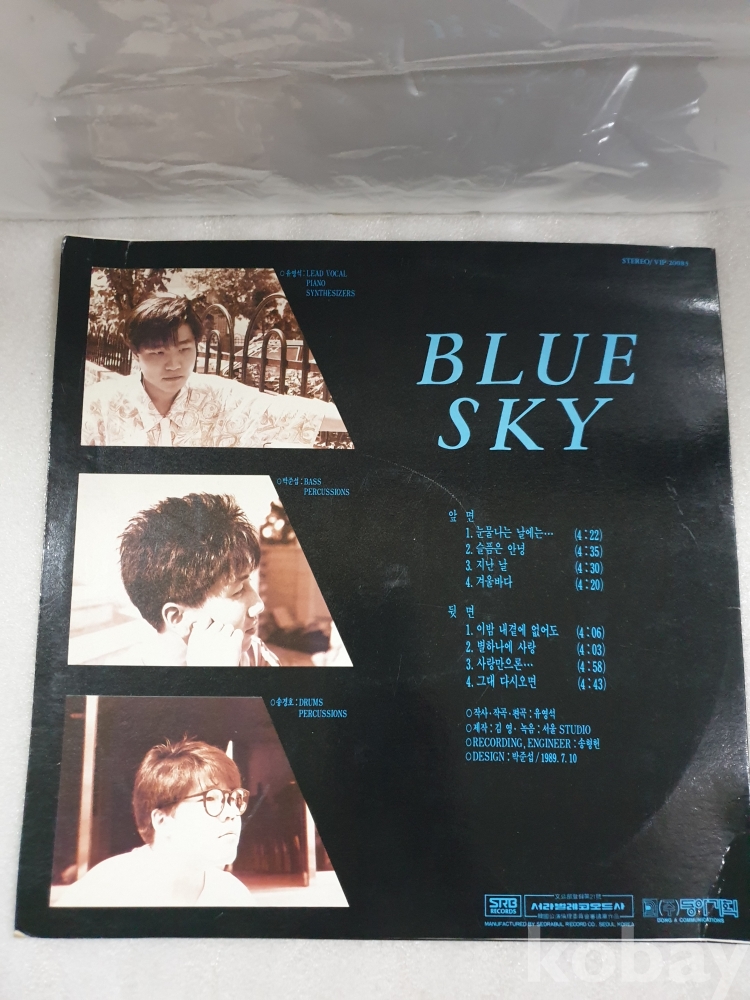 STEREO/VIP-20085
○유영석:LEAD VOCAL
PIANO
SYNTHESIZERS
BLUE
SKY
○박준섭:BASS
PERCUSSIONS
앞 면
1. 눈물나는 날에는… (4:22)
2. 슬픔은 안녕 (4:35)
3. 지난 날 (4:30)
4. 겨울바다 (4:20)
뒷 면
1. 이밤 내곁에 없어도 (4:06)
2. 별하나에 사랑 (4:03)
3. 사랑만으론… (4:58)
4. 그대 다시오면 (4:43)
○송경호:DRUMS
PERCUSSIONS
○작사·작곡·편곡:유영석
○제작:김 영·녹음:서울 STUDIO
○RECORDING, ENGINEER:송형헌
○DESIGN:박준섭/1989.7.10
SRB
RECORDS
서라벌레코오드사
MANUFACTURED BY SEORABUL RECORD CO. SEOUL KOREA
(주)동아기획
DONG A COMMUNICATIONS
kobay